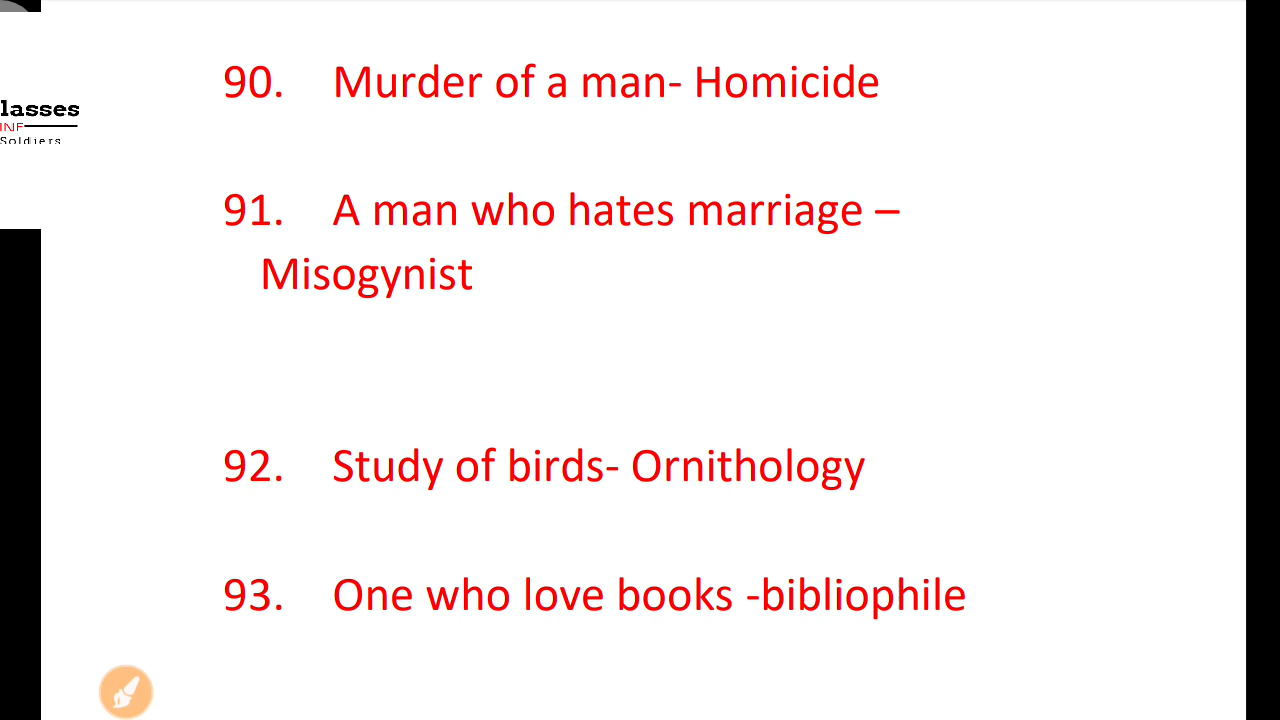 90. Murder of a man- Homicide
lasses
INF
Soldiers
91. A man who hates marriage –
Misogynist
92. Study of birds- Ornithology
93. One who love books -bibliophile